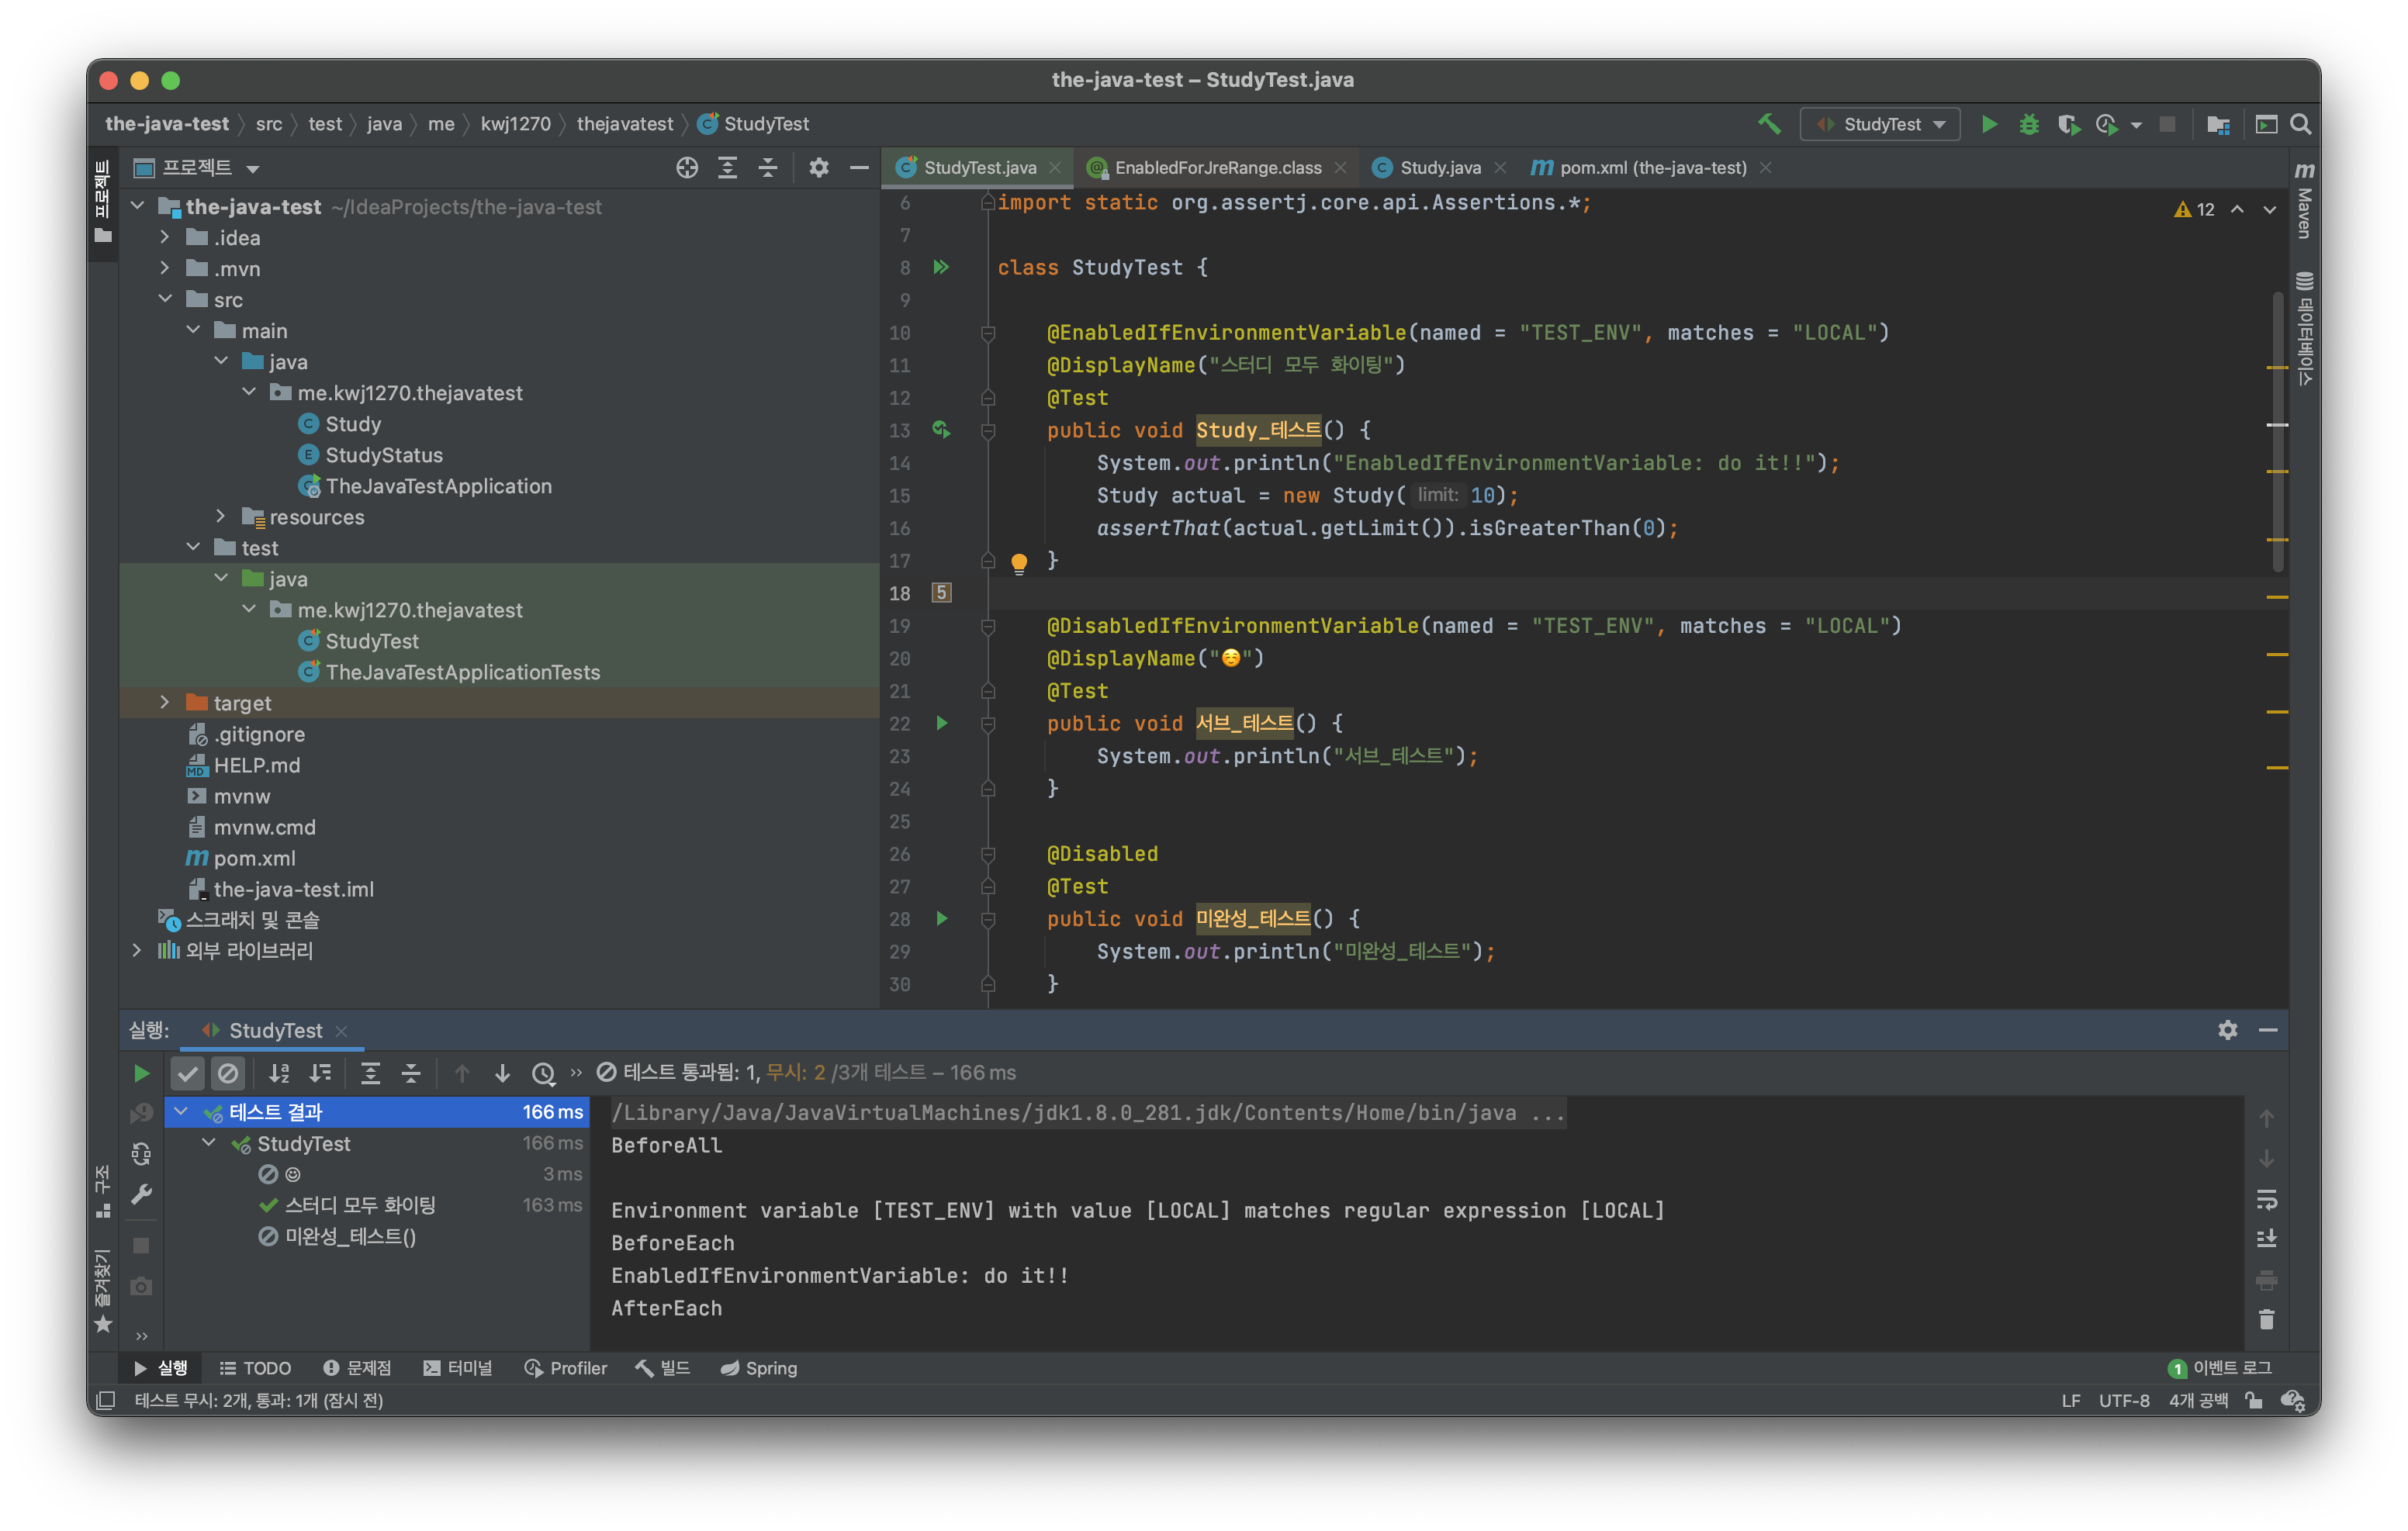 the-java-test – StudyTest.java
the-java-test src test java me kwj1270 thejavatest StudyTest
StudyTest
프로젝트
프로젝트
StudyTest.java EnabledForJreRange.class Study.java pom.xml (the-java-test)
Maven
데이터베이스
the-java-test ~/IdeaProjects/the-java-test
.idea
.mvn
src
main
java
me.kwj1270.thejavatest
Study
StudyStatus
TheJavaTestApplication
resources
test
java
me.kwj1270.thejavatest
StudyTest
TheJavaTestApplicationTests
target
.gitignore
HELP.md
mvnw
mvnw.cmd
pom.xml
the-java-test.iml
스크래치 및 콘솔
외부 라이브러리
12
6 import static org.assertj.core.api.Assertions.*;
7
8 class StudyTest {
9
10 @EnabledIfEnvironmentVariable(named = "TEST_ENV", matches = "LOCAL")
11 @DisplayName("스터디 모두 화이팅")
12 @Test
13 public void Study_테스트() {
14 System.out.println("EnabledIfEnvironmentVariable: do it!!");
15 Study actual = new Study( limit: 10);
16 assertThat(actual.getLimit()).isGreaterThan(0);
17 }
18 5
19 @DisabledIfEnvironmentVariable(named = "TEST_ENV", matches = "LOCAL")
20 @DisplayName("☺️")
21 @Test
22 public void 서브_테스트() {
23 System.out.println("서브_테스트");
24 }
25
26 @Disabled
27 @Test
28 public void 미완성_테스트() {
29 System.out.println("미완성_테스트");
30 }
실행: StudyTest
테스트 통과됨: 1, 무시: 2 /3개 테스트 – 166 ms
테스트 결과 166 ms
StudyTest 166 ms
☺ 3 ms
스터디 모두 화이팅 163 ms
미완성_테스트()
/Library/Java/JavaVirtualMachines/jdk1.8.0_281.jdk/Contents/Home/bin/java ...
BeforeAll
Environment variable [TEST_ENV] with value [LOCAL] matches regular expression [LOCAL]
BeforeEach
EnabledIfEnvironmentVariable: do it!!
AfterEach
구조
즐겨찾기
실행 TODO 문제점 터미널 Profiler 빌드 Spring 1 이벤트 로그
테스트 무시: 2개, 통과: 1개 (잠시 전) LF UTF-8 4개 공백